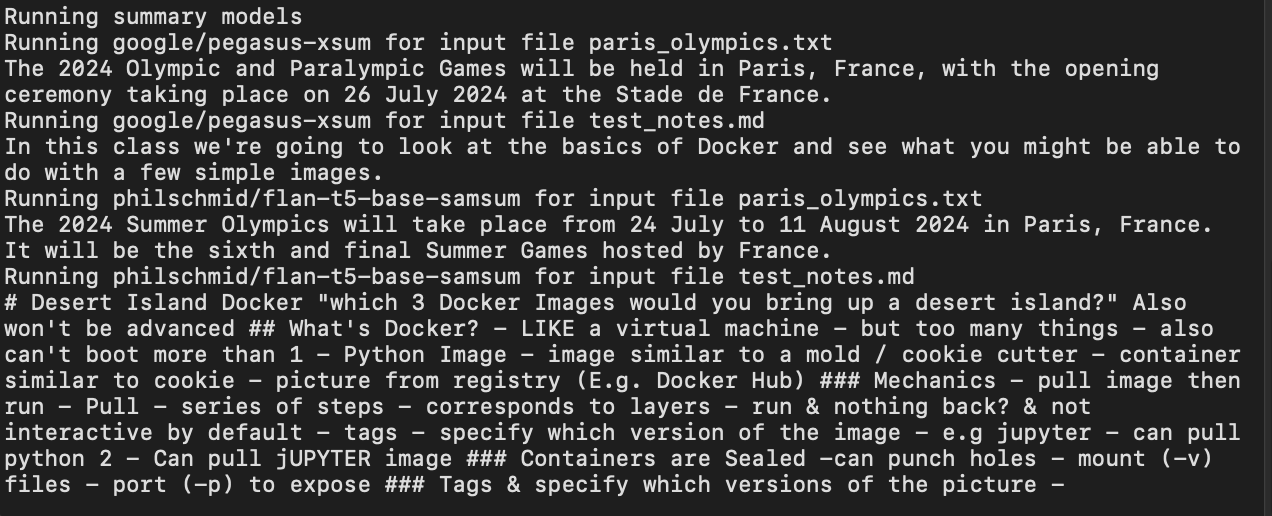 Running summary models
Running google/pegasus-xsum for input file paris_olympics.txt
The 2024 Olympic and Paralympic Games will be held in Paris, France, with the opening
ceremony taking place on 26 July 2024 at the Stade de France.
Running google/pegasus-xsum for input file test_notes.md
In this class we're going to look at the basics of Docker and see what you might be able to
do with a few simple images.
Running philschmid/flan-t5-base-samsum for input file paris_olympics.txt
The 2024 Summer Olympics will take place from 24 July to 11 August 2024 in Paris, France.
It will be the sixth and final Summer Games hosted by France.
Running philschmid/flan-t5-base-samsum for input file test_notes.md
# Desert Island Docker "which 3 Docker Images would you bring up a desert island?" Also
won't be advanced ## What's Docker? - LIKE a virtual machine - but too many things - also
can't boot more than 1 - Python Image - image similar to a mold / cookie cutter - container
similar to cookie - picture from registry (E.g. Docker Hub) ### Mechanics - pull image then
run - Pull - series of steps - corresponds to layers - run & nothing back? & not
interactive by default - tags - specify which version of the image - e.g jupyter - can pull
python 2 - Can pull jUPYTER image ### Containers are Sealed -can punch holes - mount (-v)
files - port (-p) to expose ### Tags & specify which versions of the picture -